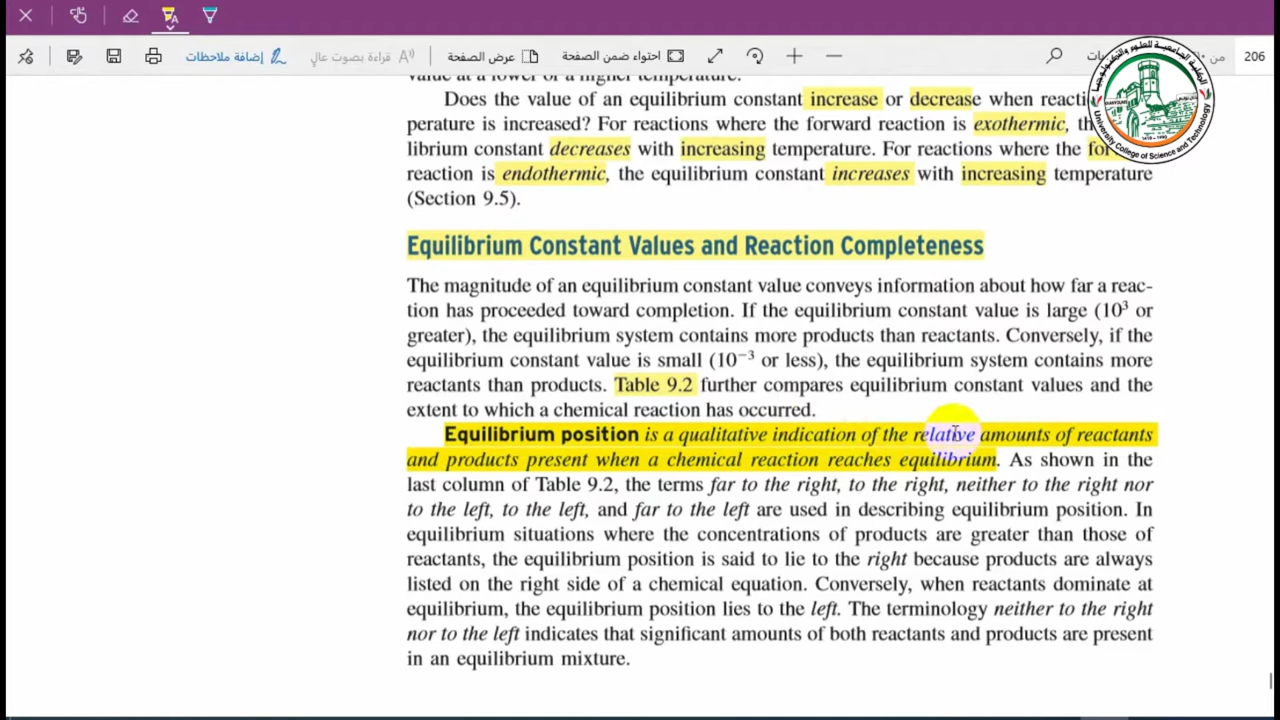 إضافة ملاحظات
قراءة بصوت عالٍ
عرض الصفحة
احتواء ضمن الصفحة
من
206
الكلية الجامعية للعلوم والتكنولوجيا
University College of Science and Technology
value at a lower or a higher temperature.
Does the value of an equilibrium constant increase or decrease when reacti
perature is increased? For reactions where the forward reaction is exothermic, th
librium constant decreases with increasing temperature. For reactions where the for
reaction is endothermic, the equilibrium constant increases with increasing temperature
(Section 9.5).
Equilibrium Constant Values and Reaction Completeness
The magnitude of an equilibrium constant value conveys information about how far a reac-
tion has proceeded toward completion. If the equilibrium constant value is large (10³ or
greater), the equilibrium system contains more products than reactants. Conversely, if the
equilibrium constant value is small (10⁻³ or less), the equilibrium system contains more
reactants than products. Table 9.2 further compares equilibrium constant values and the
extent to which a chemical reaction has occurred.
Equilibrium position is a qualitative indication of the relative amounts of reactants
and products present when a chemical reaction reaches equilibrium. As shown in the
last column of Table 9.2, the terms far to the right, to the right, neither to the right nor
to the left, to the left, and far to the left are used in describing equilibrium position. In
equilibrium situations where the concentrations of products are greater than those of
reactants, the equilibrium position is said to lie to the right because products are always
listed on the right side of a chemical equation. Conversely, when reactants dominate at
equilibrium, the equilibrium position lies to the left. The terminology neither to the right
nor to the left indicates that significant amounts of both reactants and products are present
in an equilibrium mixture.